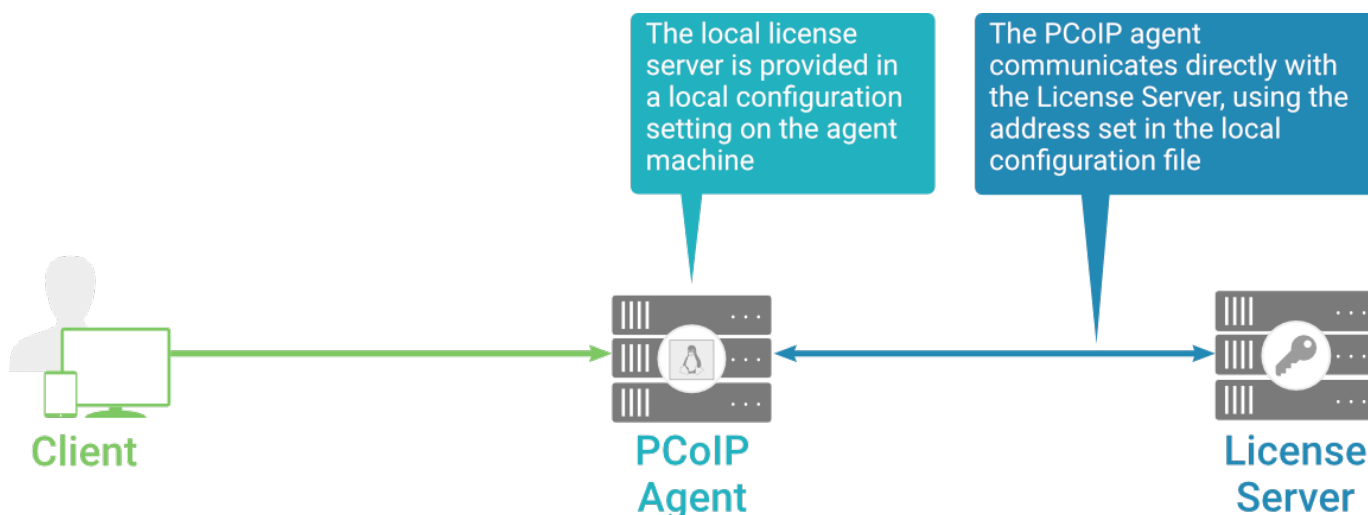 The local license
server is provided in
a local configuration
setting on the agent
machine
The PCoIP agent
communicates directly with
the License Server, using the
address set in the local
configuration file
Client
PCoIP
Agent
License
Server